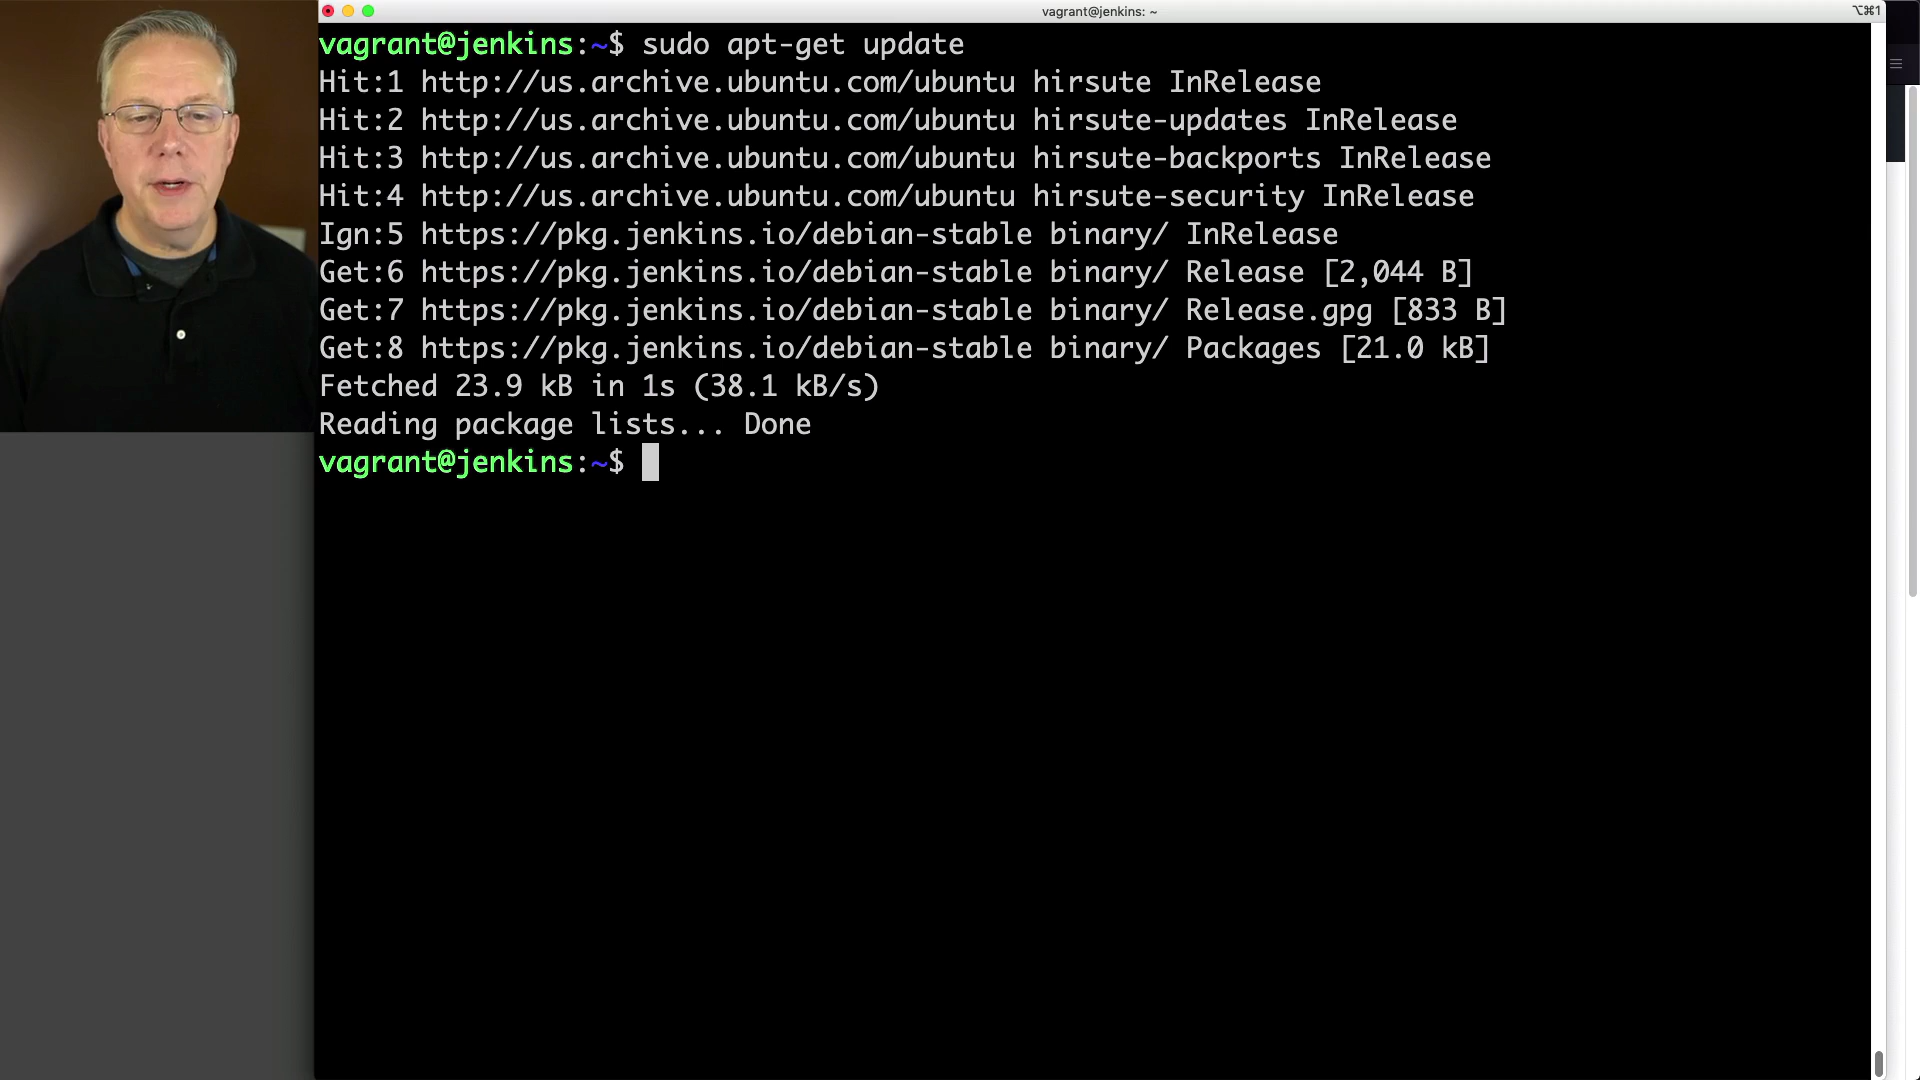 vagrant@jenkins: ~
⌥⌘1
vagrant@jenkins:~$ sudo apt-get update
Hit:1 http://us.archive.ubuntu.com/ubuntu hirsute InRelease
Hit:2 http://us.archive.ubuntu.com/ubuntu hirsute-updates InRelease
Hit:3 http://us.archive.ubuntu.com/ubuntu hirsute-backports InRelease
Hit:4 http://us.archive.ubuntu.com/ubuntu hirsute-security InRelease
Ign:5 https://pkg.jenkins.io/debian-stable binary/ InRelease
Get:6 https://pkg.jenkins.io/debian-stable binary/ Release [2,044 B]
Get:7 https://pkg.jenkins.io/debian-stable binary/ Release.gpg [833 B]
Get:8 https://pkg.jenkins.io/debian-stable binary/ Packages [21.0 kB]
Fetched 23.9 kB in 1s (38.1 kB/s)
Reading package lists... Done
vagrant@jenkins:~$